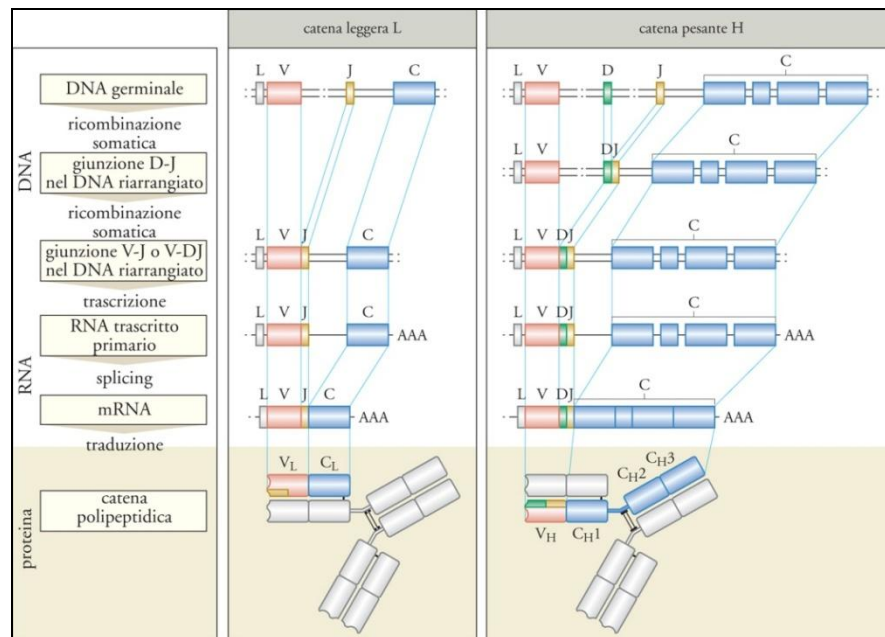 catena leggera L
catena pesante H
DNA
DNA germinale
L V J C
L V D J C
ricombinazione
somatica
giunzione D-J
nel DNA riarrangiato
L V DJ C
ricombinazione
somatica
giunzione V-J o V-DJ
nel DNA riarrangiato
L V J C
L V DJ C
trascrizione
RNA
RNA trascritto
primario
L V J C AAA
L V DJ C AAA
splicing
mRNA
L V J C AAA
L V DJ C AAA
traduzione
proteina
catena
polipeptidica
VL CL
VH CH1 CH2 CH3